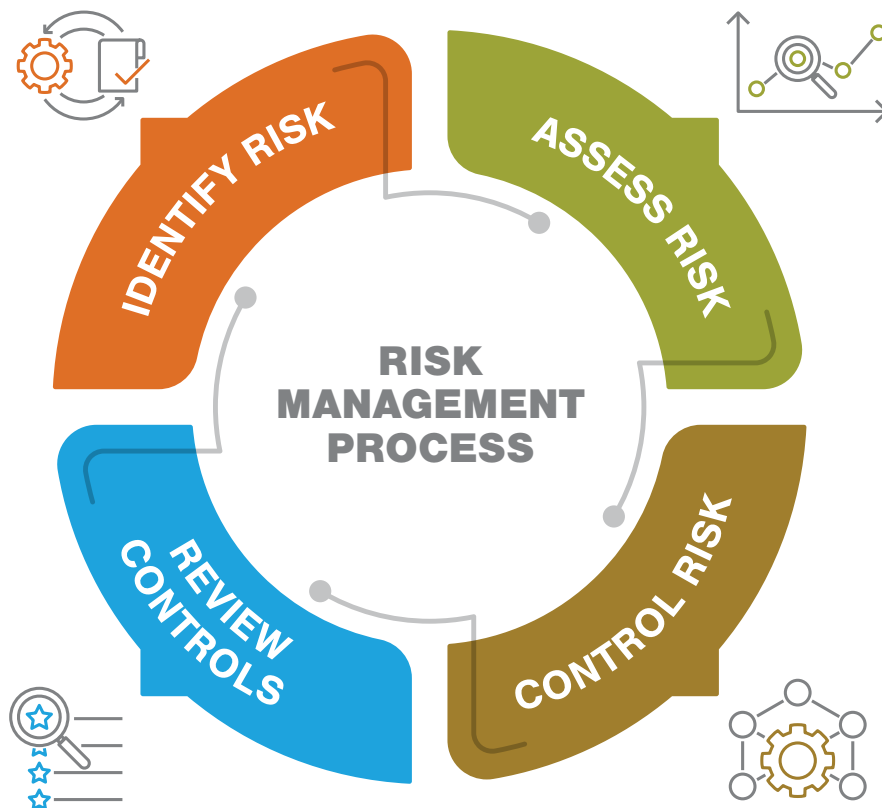 IDENTIFY RISK
ASSESS RISK
RISK
MANAGEMENT
PROCESS
REVIEW
CONTROLS
CONTROL RISK